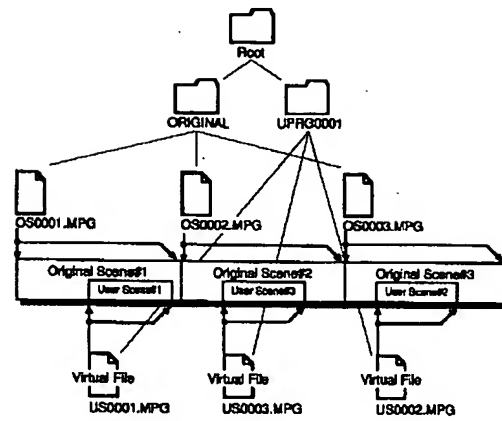 Root
ORIGINAL UPRG0001
OS0001.MPG OS0002.MPG OS0003.MPG
Original Scene#1 Original Scene#2 Original Scene#3
User Scene#1 User Scene#3 User Scene#2
Virtual File Virtual File Virtual File
US0001.MPG US0003.MPG US0002.MPG